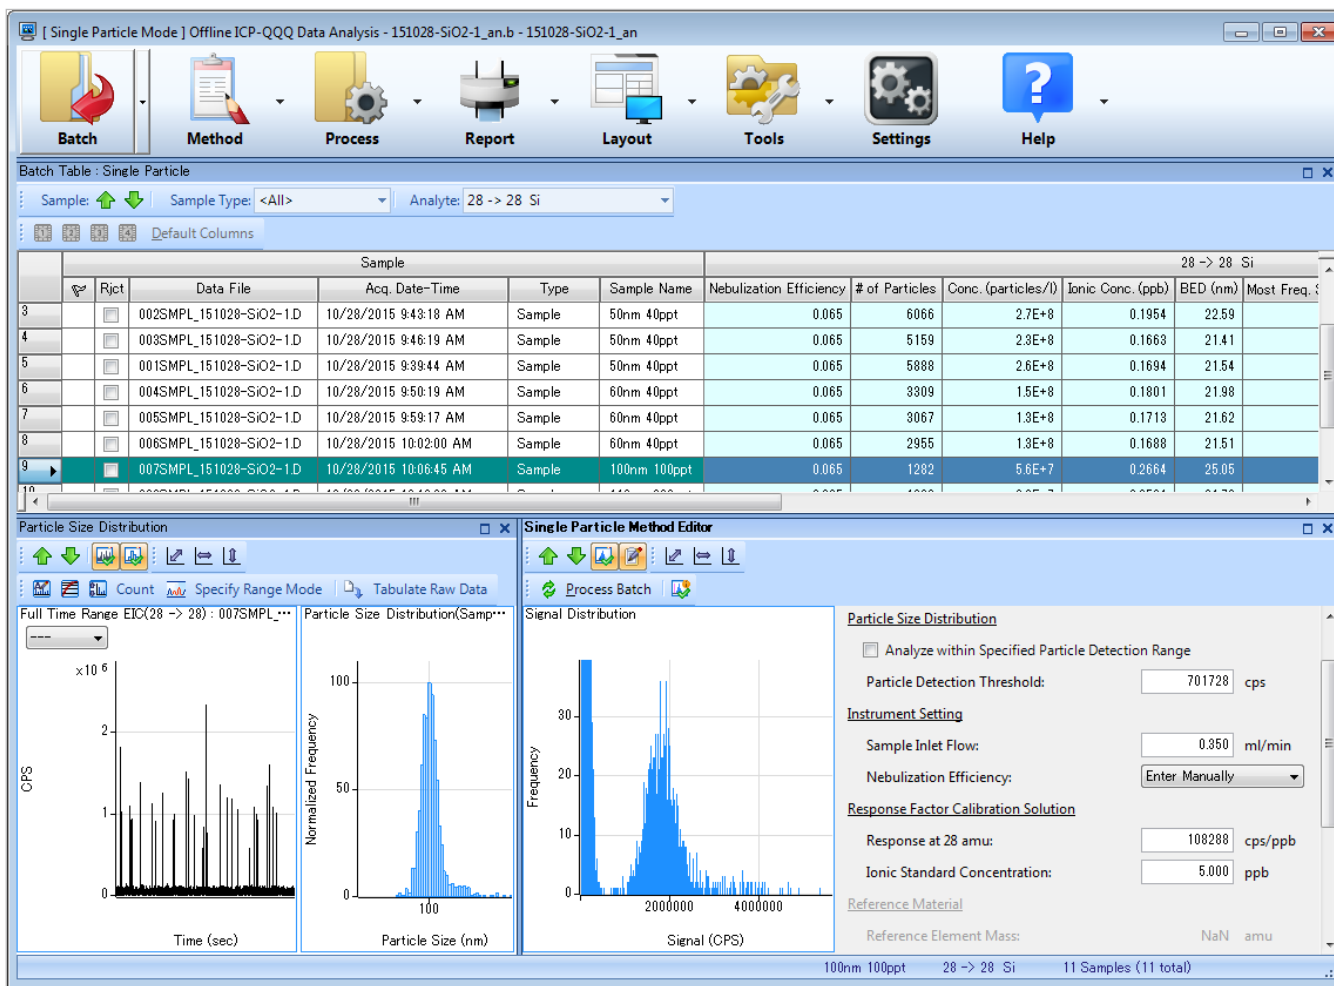 [ Single Particle Mode ] Offline ICP-QQQ Data Analysis - 151028-SiO2-1_an.b - 151028-SiO2-1_an
Batch Method Process Report Layout Tools Settings Help
Batch Table : Single Particle
Sample: Sample Type: <All> Analyte: 28 -> 28 Si
1 2 3 4 Default Columns
Sample 28 -> 28 Si
Rjct Data File Acq. Date-Time Type Sample Name Nebulization Efficiency # of Particles Conc. (particles/l) Ionic Conc. (ppb) BED (nm) Most Freq.
3 002SMPL_151028-SiO2-1.D 10/28/2015 9:43:18 AM Sample 50nm 40ppt 0.065 6066 2.7E+8 0.1954 22.59
4 003SMPL_151028-SiO2-1.D 10/28/2015 9:46:19 AM Sample 50nm 40ppt 0.065 5159 2.3E+8 0.1663 21.41
5 001SMPL_151028-SiO2-1.D 10/28/2015 9:39:44 AM Sample 50nm 40ppt 0.065 5888 2.6E+8 0.1694 21.54
6 004SMPL_151028-SiO2-1.D 10/28/2015 9:50:19 AM Sample 60nm 40ppt 0.065 3309 1.5E+8 0.1801 21.98
7 005SMPL_151028-SiO2-1.D 10/28/2015 9:59:17 AM Sample 60nm 40ppt 0.065 3067 1.3E+8 0.1713 21.62
8 006SMPL_151028-SiO2-1.D 10/28/2015 10:02:00 AM Sample 60nm 40ppt 0.065 2955 1.3E+8 0.1688 21.51
9 007SMPL_151028-SiO2-1.D 10/28/2015 10:06:45 AM Sample 100nm 100ppt 0.065 1282 5.6E+7 0.2664 25.05
10
Particle Size Distribution
Count Specify Range Mode Tabulate Raw Data
Full Time Range EIC(28 -> 28) : 007SMPL_...
---
×10 6
2
1
0
CPS
Time (sec)
Particle Size Distribution(Samp...
100
50
0
Normalized Frequency
100
Particle Size (nm)
Single Particle Method Editor
Process Batch
Signal Distribution
30
20
10
0
Frequency
2000000 4000000
Signal (CPS)
Particle Size Distribution
Analyze within Specified Particle Detection Range
Particle Detection Threshold: 701728 cps
Instrument Setting
Sample Inlet Flow: 0.350 ml/min
Nebulization Efficiency: Enter Manually
Response Factor Calibration Solution
Response at 28 amu: 108288 cps/ppb
Ionic Standard Concentration: 5.000 ppb
Reference Material
Reference Element Mass: NaN amu
100nm 100ppt 28 -> 28 Si 11 Samples (11 total)